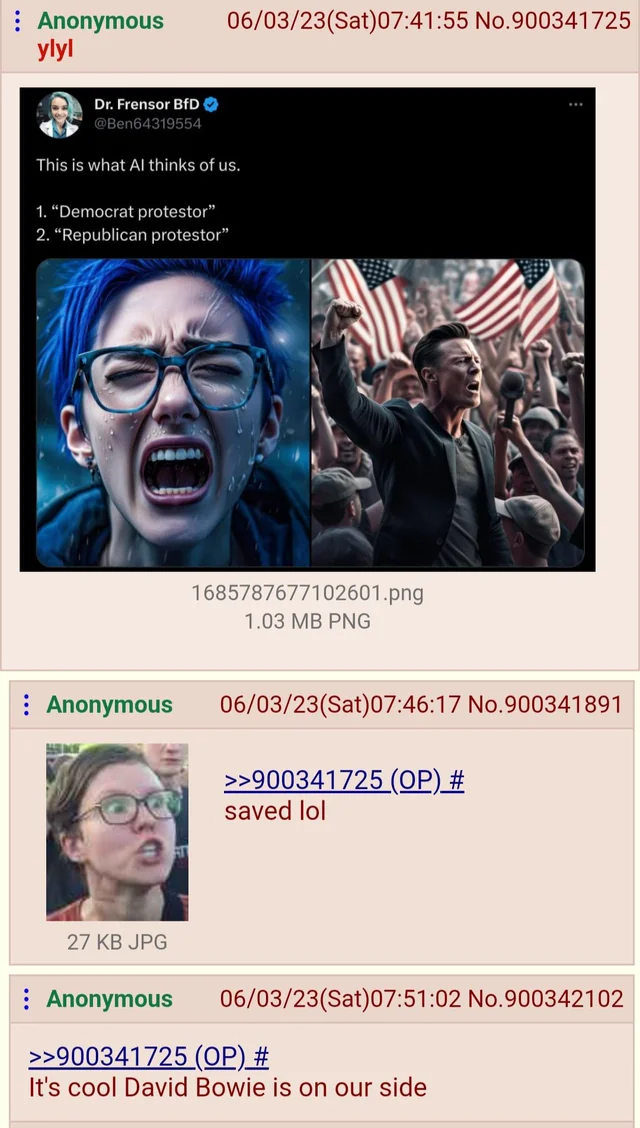 Anonymous 06/03/23(Sat)07:41:55 No.900341725
ylyl
Dr. Frensor BfD
@Ben64319554
This is what AI thinks of us.
1. “Democrat protestor”
2. “Republican protestor”
1685787677102601.png
1.03 MB PNG
Anonymous 06/03/23(Sat)07:46:17 No.900341891
>>900341725 (OP) #
saved lol
27 KB JPG
Anonymous 06/03/23(Sat)07:51:02 No.900342102
>>900341725 (OP) #
It's cool David Bowie is on our side